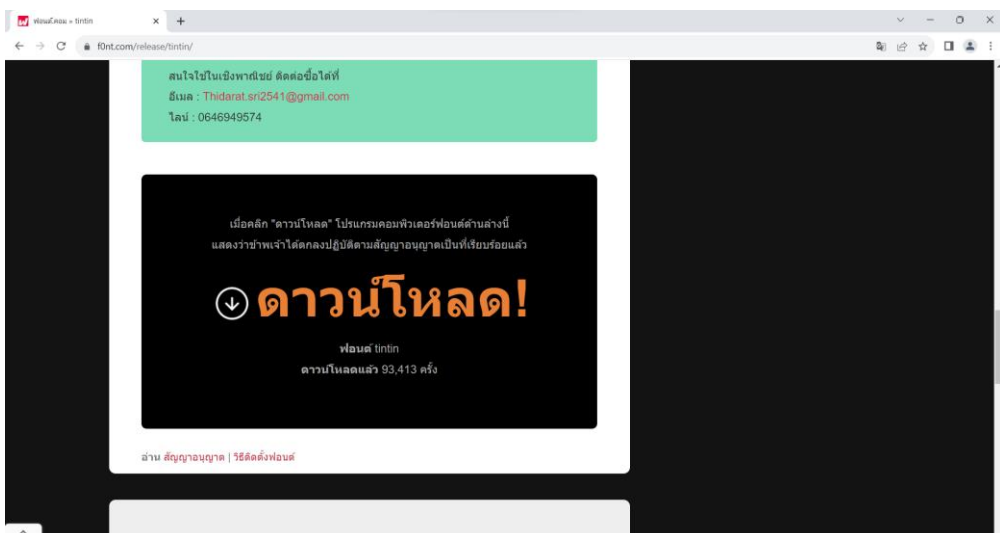 ฟอนต์.คอม » tintin
f0nt.com/release/tintin/
สนใจใช้ในเชิงพาณิชย์ ติดต่อซื้อได้ที่
อีเมล : Thidarat.sri2541@gmail.com
ไลน์ : 0646949574
เมื่อคลิก "ดาวน์โหลด" โปรแกรมคอมพิวเตอร์ฟอนต์ด้านล่างนี้
แสดงว่าข้าพเจ้าได้ตกลงปฏิบัติตามสัญญาอนุญาตเป็นที่เรียบร้อยแล้ว
ดาวน์โหลด!
ฟอนต์ tintin
ดาวน์โหลดแล้ว 93,413 ครั้ง
อ่าน สัญญาอนุญาต | วิธีติดตั้งฟอนต์